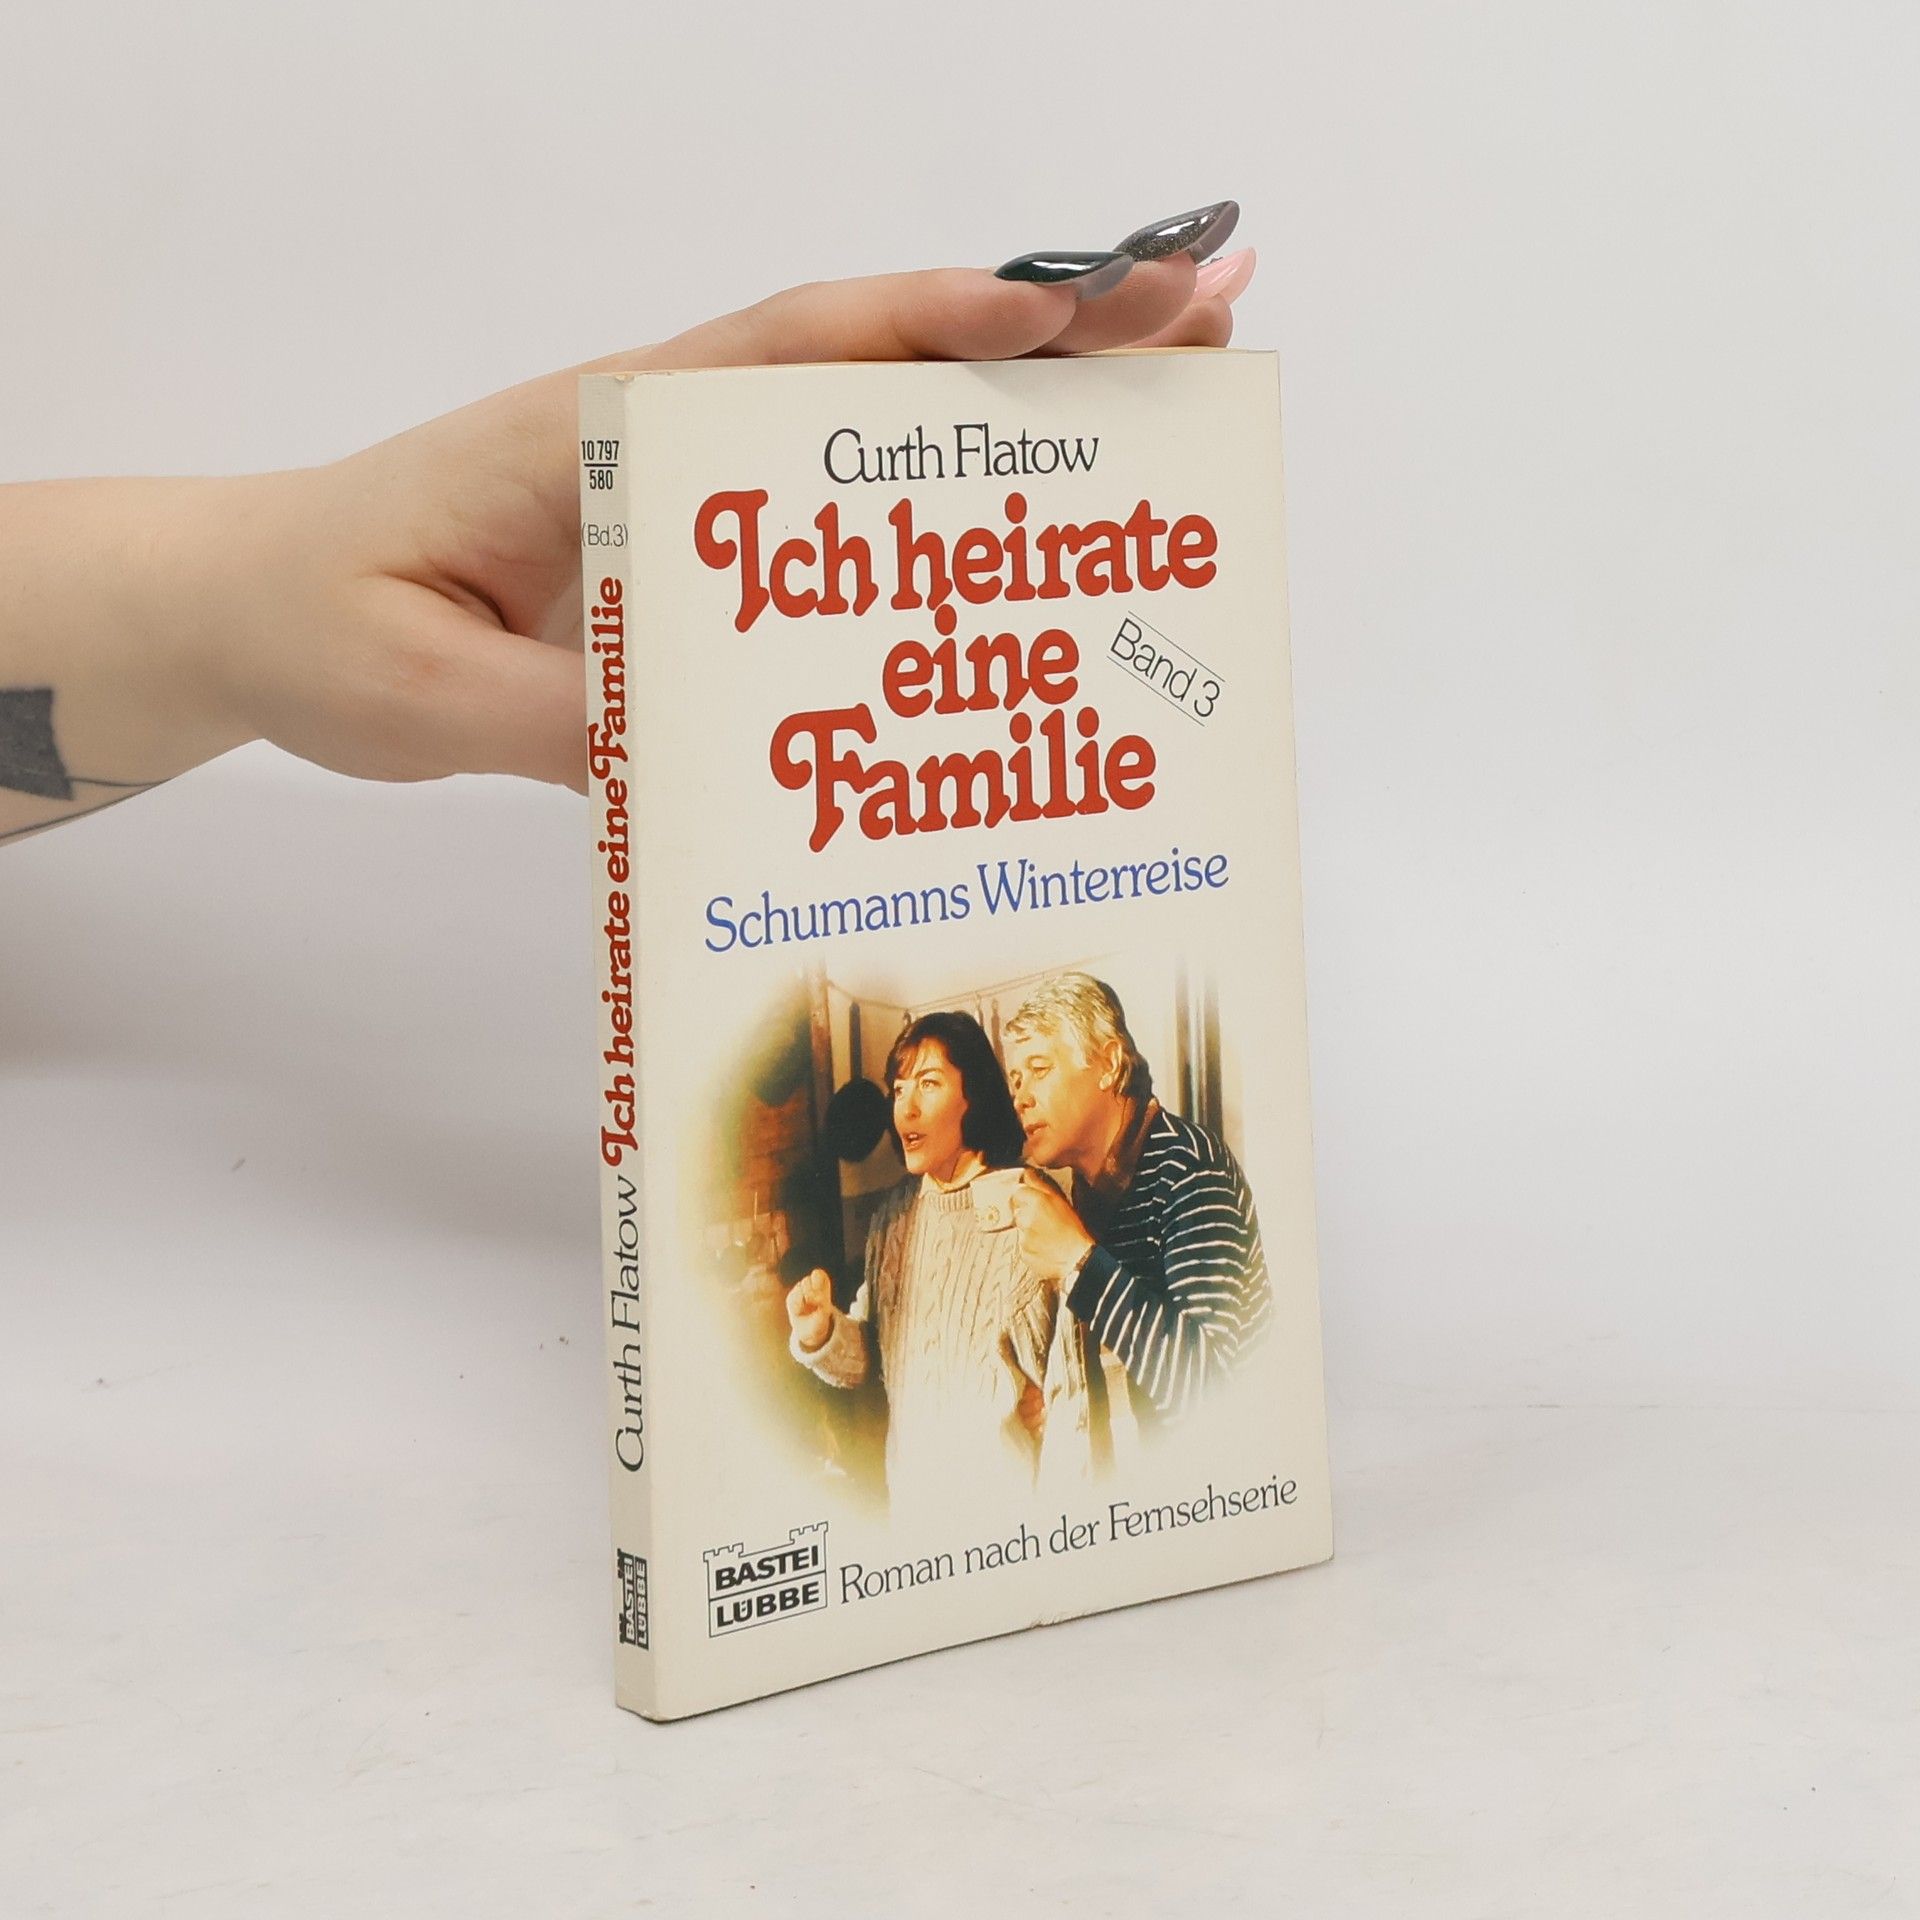 Curth Flatow
Ich heirate
eine
Familie
Band 3
Schumanns Winterreise
BASTEI
LÜBBE
Roman nach der Fernsehserie
10 797
580
(Bd.3)
Curth Flatow Ich heirate eine Familie
BASTEI
LÜBBE